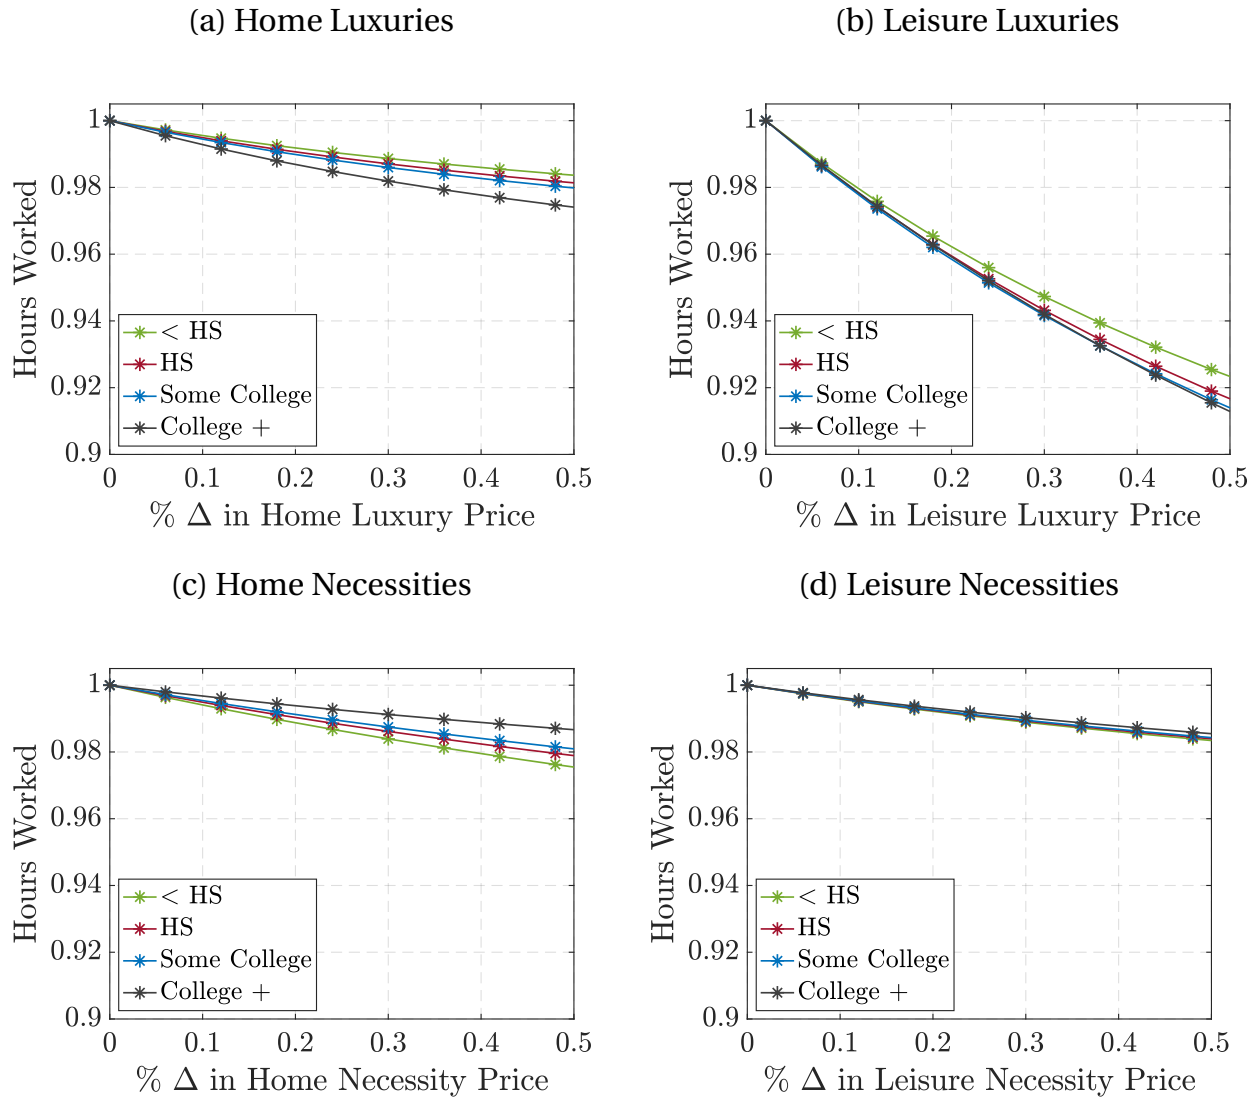 (a) Home Luxuries
1
0.98
0.96
0.94
0.92
0.9
Hours Worked
< HS
HS
Some College
College +
0 0.1 0.2 0.3 0.4 0.5
% Δ in Home Luxury Price
(b) Leisure Luxuries
1
0.98
0.96
0.94
0.92
0.9
Hours Worked
< HS
HS
Some College
College +
0 0.1 0.2 0.3 0.4 0.5
% Δ in Leisure Luxury Price
(c) Home Necessities
1
0.98
0.96
0.94
0.92
0.9
Hours Worked
< HS
HS
Some College
College +
0 0.1 0.2 0.3 0.4 0.5
% Δ in Home Necessity Price
(d) Leisure Necessities
1
0.98
0.96
0.94
0.92
0.9
Hours Worked
< HS
HS
Some College
College +
0 0.1 0.2 0.3 0.4 0.5
% Δ in Leisure Necessity Price